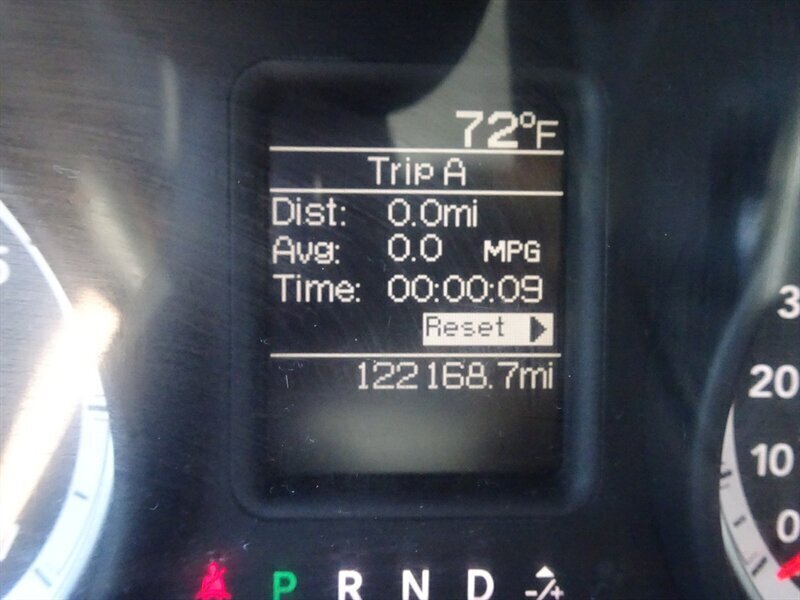 72°F
Trip A
Dist: 0.0mi
Avg: 0.0 MPG
Time: 00:00:09
Reset
122168.7mi
20
10
0
P R N D -/+